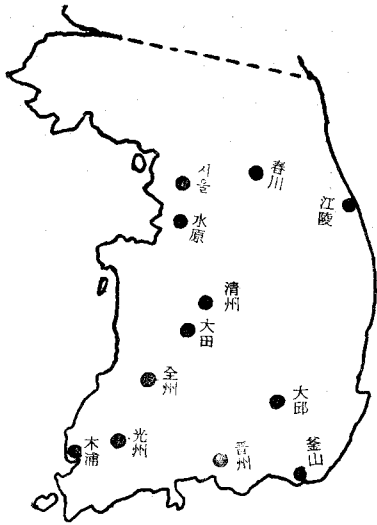 서울
春川
江陵
水原
清州
大田
全州
大邱
光州
木浦
晋州
釜山